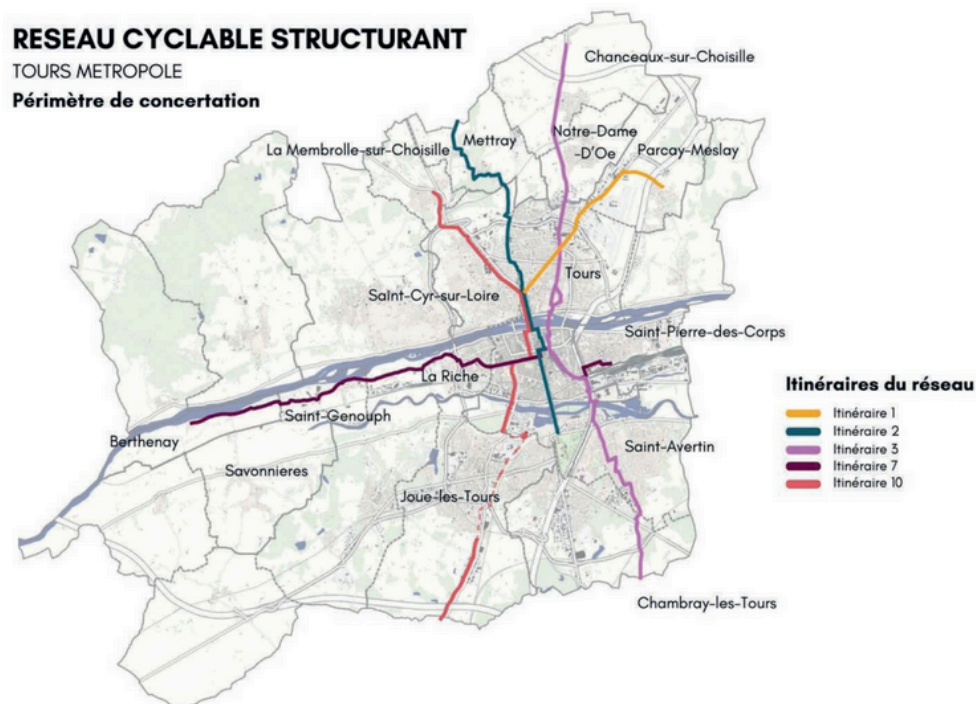 RESEAU CYCLABLE STRUCTURANT
TOURS METROPOLE
Périmètre de concertation
Chanceaux-sur-Choisille
Notre-Dame
-D'Oe
Mettray
La Membrolle-sur-Choisille
Parcay-Meslay
Tours
Saint-Cyr-sur-Loire
Saint-Pierre-des-Corps
La Riche
Saint-Genouph
Berthenay
Saint-Avertin
Savonnieres
Joue-les-Tours
Chambray-les-Tours
Itinéraires du réseau
Itinéraire 1
Itinéraire 2
Itinéraire 3
Itinéraire 7
Itinéraire 10